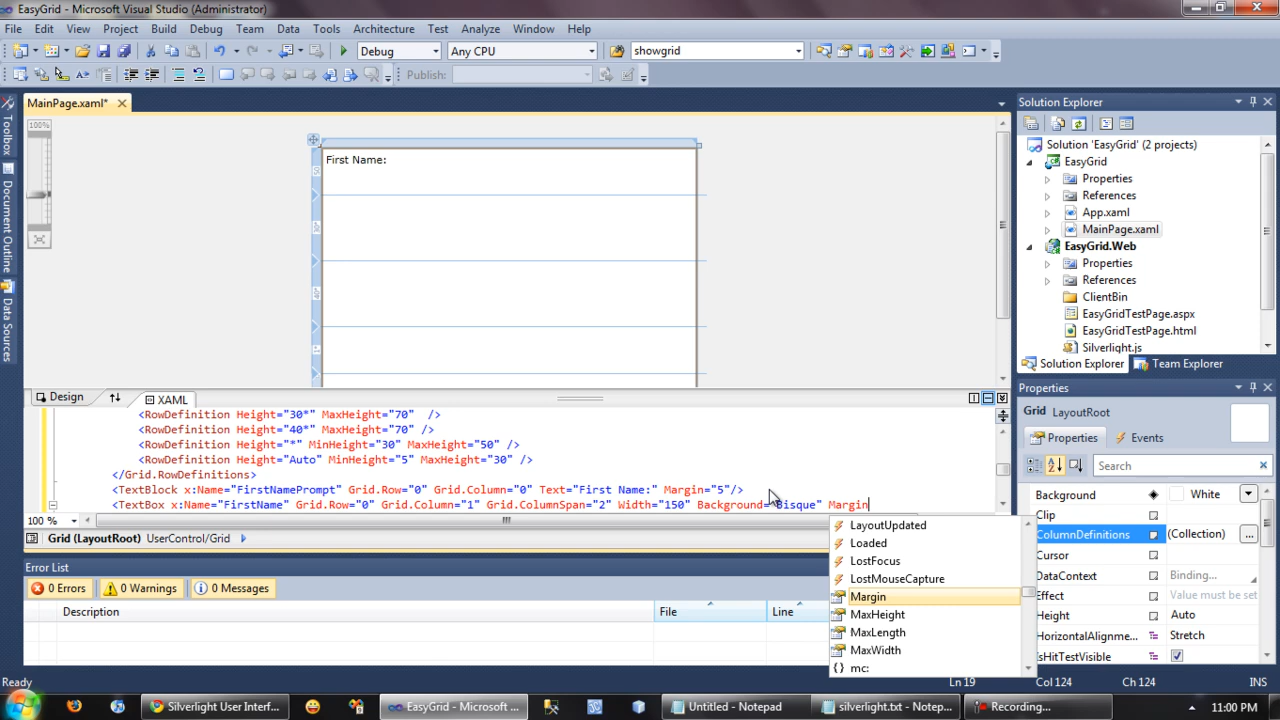 EasyGrid - Microsoft Visual Studio (Administrator)
File Edit View Project Build Debug Team Data Tools Architecture Test Analyze Window Help
Debug Any CPU showgrid
Publish:
MainPage.xaml*
Toolbox
Document Outline
Data Sources
100%
First Name:
50
30*
40*
1*
Design XAML
<RowDefinition Height="30*" MaxHeight="70" />
<RowDefinition Height="40*" MaxHeight="70" />
<RowDefinition Height="*" MinHeight="30" MaxHeight="50" />
<RowDefinition Height="Auto" MinHeight="5" MaxHeight="30" />
</Grid.RowDefinitions>
<TextBlock x:Name="FirstNamePrompt" Grid.Row="0" Grid.Column="0" Text="First Name:" Margin="5"/>
<TextBox x:Name="FirstName" Grid.Row="0" Grid.Column="1" Grid.ColumnSpan="2" Width="150" Background="Bisque" Margin
100 %
Grid (LayoutRoot) UserControl/Grid
LayoutUpdated
Loaded
LostFocus
LostMouseCapture
Margin
MaxHeight
MaxLength
MaxWidth
mc:
Error List
0 Errors 0 Warnings 0 Messages
Description File Line
Solution Explorer
Solution 'EasyGrid' (2 projects)
EasyGrid
Properties
References
App.xaml
MainPage.xaml
EasyGrid.Web
Properties
References
ClientBin
EasyGridTestPage.aspx
EasyGridTestPage.html
Silverlight.js
Solution Explorer Team Explorer
Properties
Grid LayoutRoot
Properties Events
Search
Background White
Clip
ColumnDefinitions (Collection) ...
Cursor
DataContext Binding...
Effect Value must be set
Height Auto
HorizontalAlignme... Stretch
IsHitTestVisible
Ready Ln 19 Col 124 Ch 124 INS
Silverlight User Interf... EasyGrid - Microsoft ... Untitled - Notepad silverlight.txt - Notep... Recording... 11:00 PM